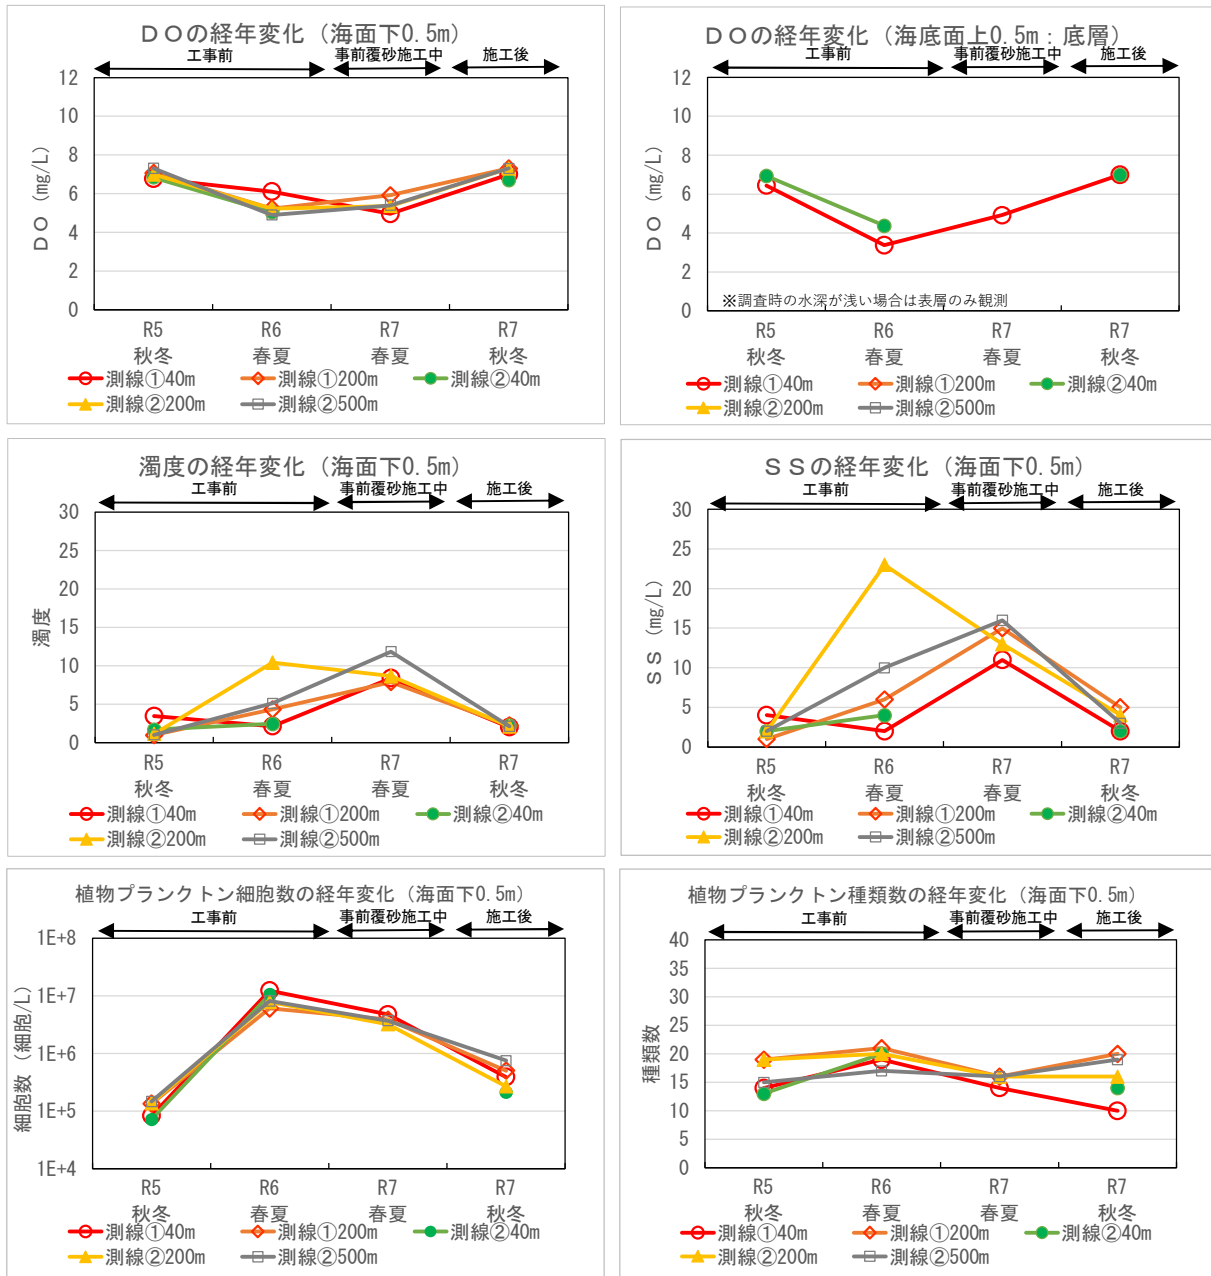 ＤＯの経年変化（海面下0.5m）
工事前 事前覆砂施工中 施工後
12
10
8
6
4
2
0
ＤＯ（mg/L）
R5 R6 R7 R7
秋冬 春夏 春夏 秋冬
測線①40m 測線①200m 測線②40m
測線②200m 測線②500m
ＤＯの経年変化（海底面上0.5m：底層）
工事前 事前覆砂施工中 施工後
12
10
8
6
4
2
0
ＤＯ（mg/L）
※調査時の水深が浅い場合は表層のみ観測
R5 R6 R7 R7
秋冬 春夏 春夏 秋冬
測線①40m 測線①200m 測線②40m
測線②200m 測線②500m
濁度の経年変化（海面下0.5m）
工事前 事前覆砂施工中 施工後
30
25
20
15
10
5
0
濁度
R5 R6 R7 R7
秋冬 春夏 春夏 秋冬
測線①40m 測線①200m 測線②40m
測線②200m 測線②500m
ＳＳの経年変化（海面下0.5m）
工事前 事前覆砂施工中 施工後
30
25
20
15
10
5
0
ＳＳ（mg/L）
R5 R6 R7 R7
秋冬 春夏 春夏 秋冬
測線①40m 測線①200m 測線②40m
測線②200m 測線②500m
植物プランクトン細胞数の経年変化（海面下0.5m）
工事前 事前覆砂施工中 施工後
1E+8
1E+7
1E+6
1E+5
1E+4
細胞数（細胞/L）
R5 R6 R7 R7
秋冬 春夏 春夏 秋冬
測線①40m 測線①200m 測線②40m
測線②200m 測線②500m
植物プランクトン種類数の経年変化（海面下0.5m）
工事前 事前覆砂施工中 施工後
40
35
30
25
20
15
10
5
0
種類数
R5 R6 R7 R7
秋冬 春夏 春夏 秋冬
測線①40m 測線①200m 測線②40m
測線②200m 測線②500m